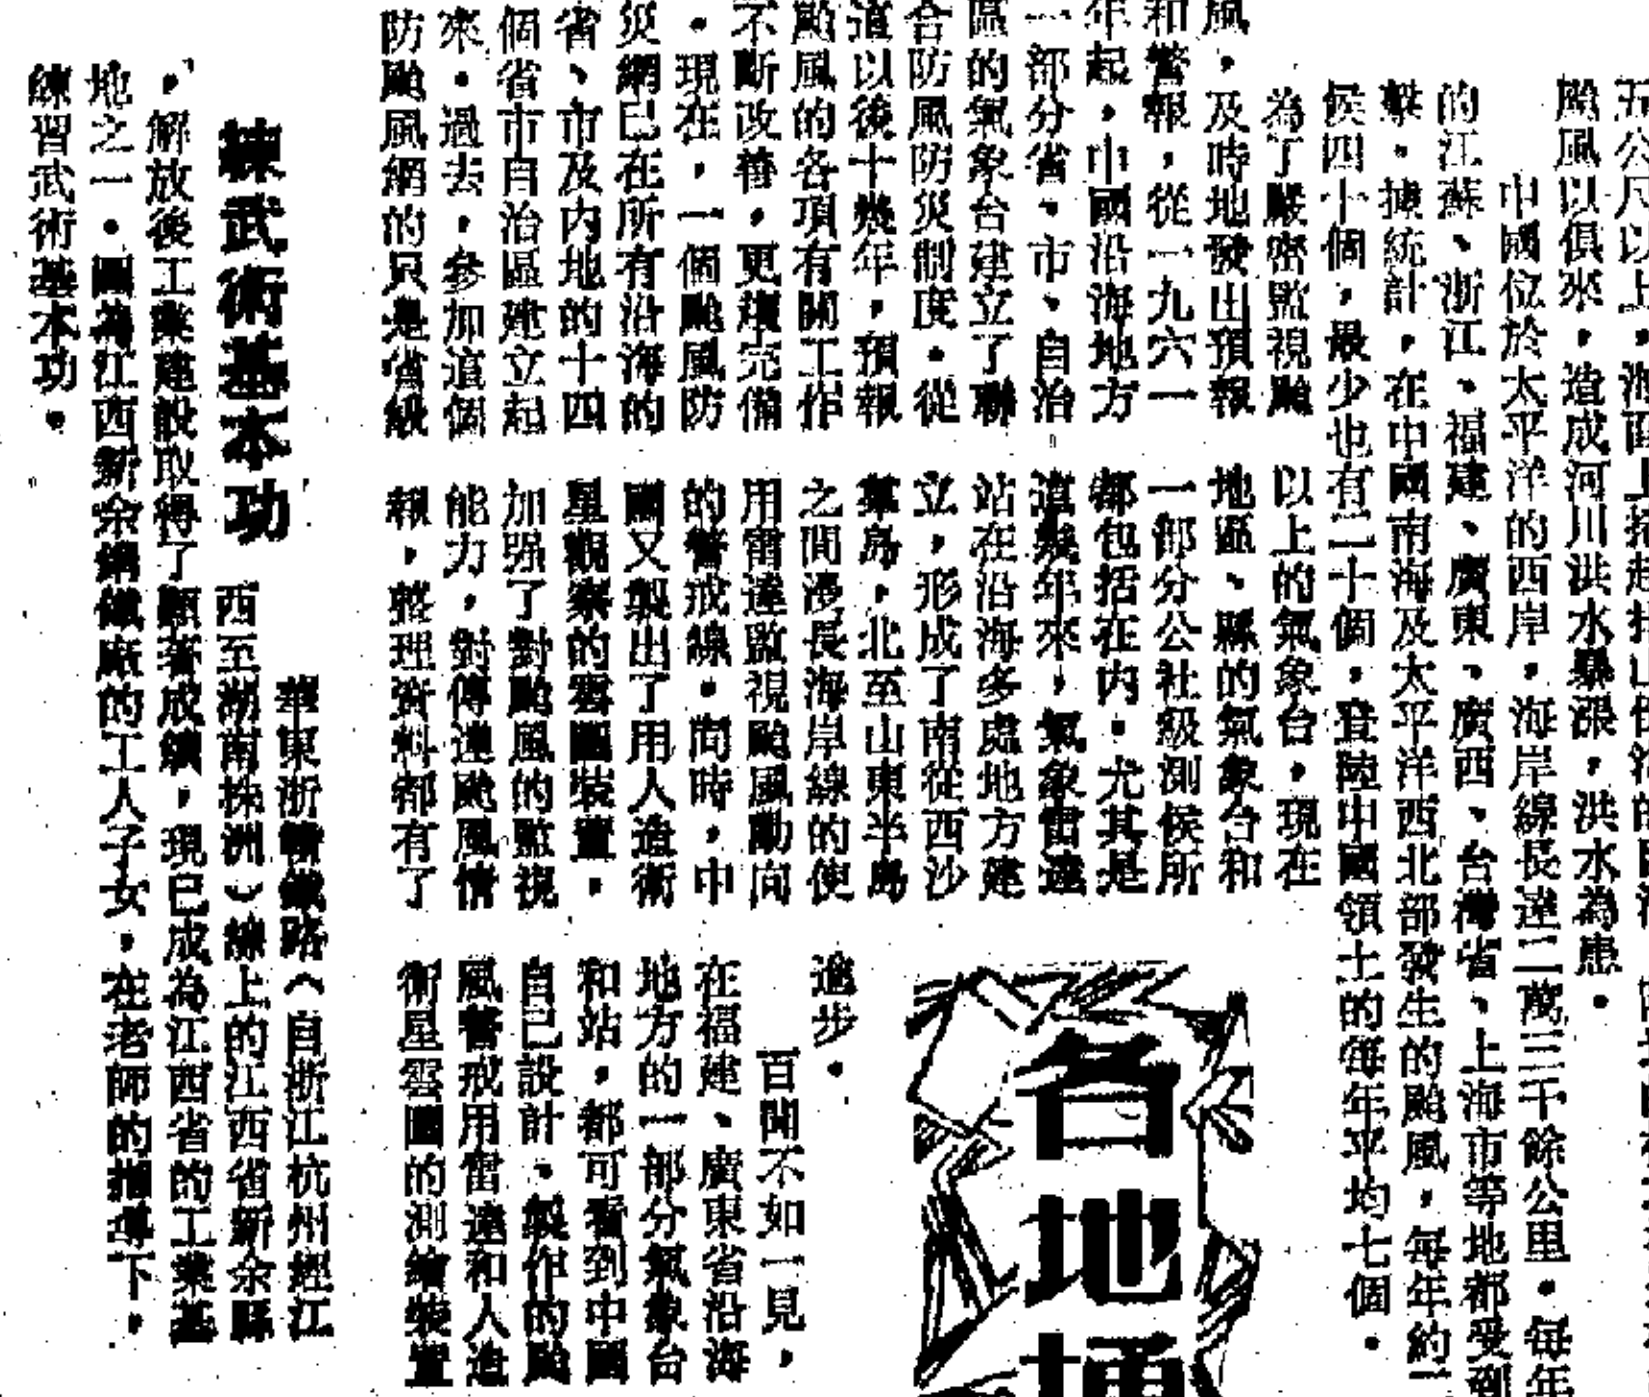 五公尺以上,海面上
颱風以俱來,造成河川洪水暴漲,洪水為患。
中國位於太平洋的西岸,海岸線長達二萬三千餘公里。每年
的江蘇、浙江、福建、廣東、廣西、台灣省、上海市等地都受到
擊。據統計,在中國南海及太平洋西北部發生的颱風,每年約二
侯四十個,最少也有二十個,登陸中國領土的每年平均七個。
為了嚴密監視颱
風,及時地發出預報
和警報,從一九六一
年起,中國沿海地方
一部分省、市、自治
區的氣象台建立了聯
合防風防災制度。從
這以後十幾年,預報
颱風的各項有關工作
不斷改善,更臻完備
。現在,一個颱風防
災網已在所有沿海的
省、市及内地的十四
個省市自治區建立起
來。過去,參加這個
防颱風網的只是省級
以上的氣象台,現在
地區、縣的氣象台和
一部分公社級測候所
都包括在内。尤其是
這幾年來,氣象雷達
站在沿海多處地方建
立,形成了南從西沙
羣島,北至山東半島
之間漫長海岸線的使
用雷達監視颱風動向
的警戒線。同時,中
國又製出了用人造衛
星觀察的雲圖裝置,
加强了對颱風的監視
能力,對傳達颱風情
報,整理資料都有了
進步。
百聞不如一見,
在福建、廣東省沿海
地方的一部分氣象台
和站,都可看到中國
自己設計、製作的颱
風警戒用雷達和人造
衛星雲圖的測繪裝置
各地
練武術基本功
華東浙贛鐵路(自浙江杭州經江
西至湖南株洲)線上的江西省新余縣
,解放後工業建設取得了顯著成績,現已成為江西省的工業基
地之一。圖為江西新余鋼鐵廠的工人子女,在老師的指導下,
練習武術基本功。